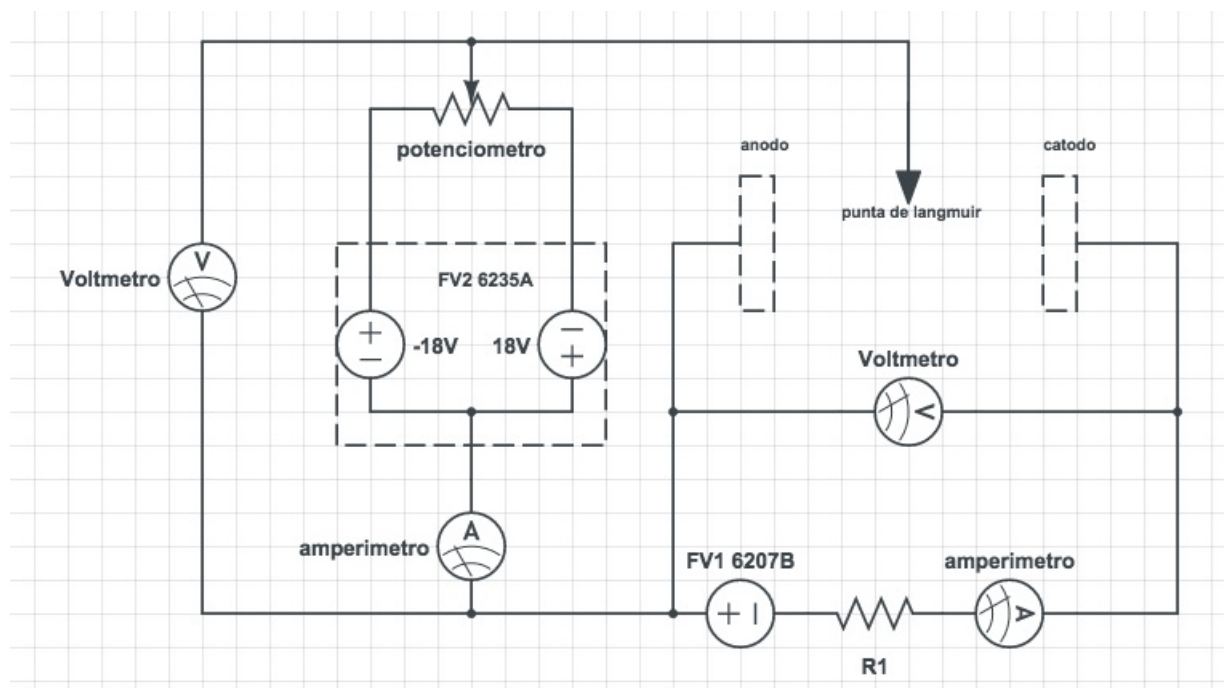 potenciometro
anodo
catodo
punta de langmuir
V
Voltmetro
FV2 6235A
+
−
-18V
18V
−
+
Voltmetro
V
A
amperimetro
FV1 6207B
+ −
amperimetro
A
R1